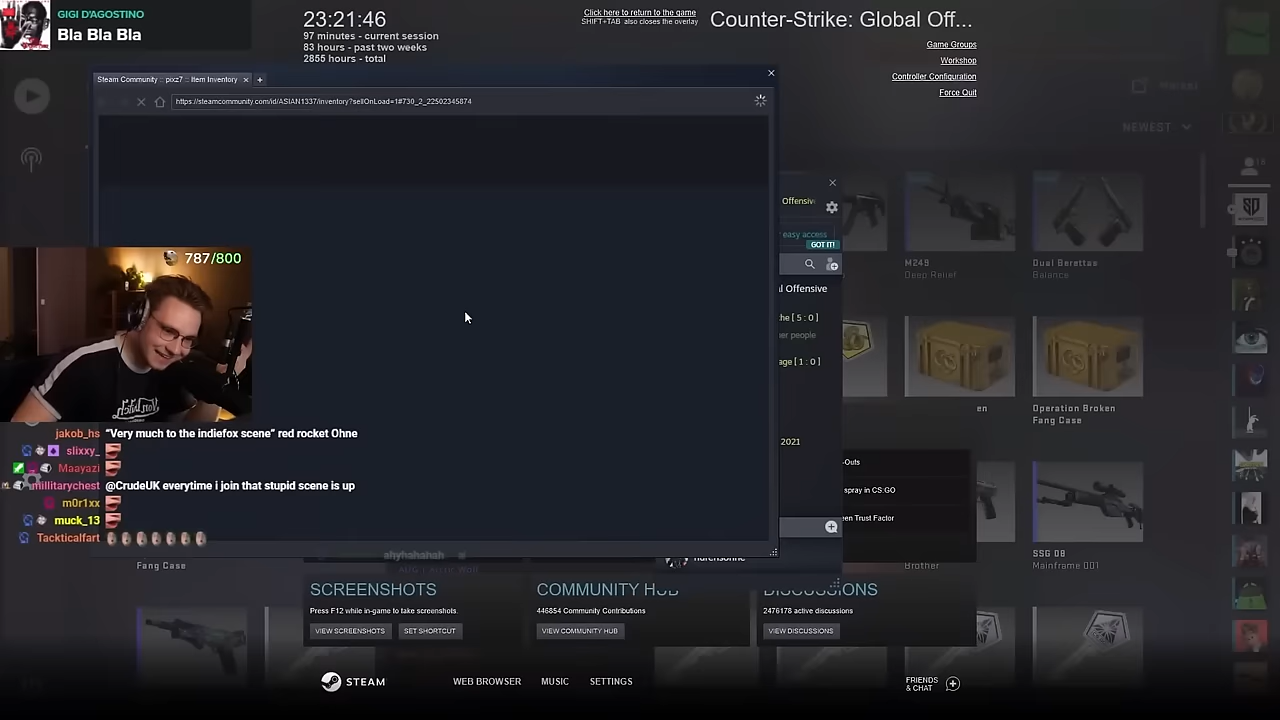 GIGI D'AGOSTINO
Bla Bla Bla
23:21:46
97 minutes - current session
83 hours - past two weeks
2855 hours - total
Click here to return to the game
SHIFT+TAB also closes the overlay
Counter-Strike: Global Off...
Game Groups
Workshop
Controller Configuration
Force Quit
Steam Community :: pixz7 :: Item Inventory
https://steamcommunity.com/id/ASIAN1337/inventory?sellOnLoad=1#730_2_22502345874
Market
NEWEST
Offensive
easy access
GOT IT!
al Offensive
he [ 5 : 0 ]
er people
age [ 1 : 0 ]
2021
-Outs
spray in CS:GO
een Trust Factor
M249
Deep Relief
Dual Berettas
Balance
en
Operation Broken
Fang Case
SSG 08
Mainframe 001
Brother
Fang Case
787/800
jakob_hs "Very much to the indiefox scene" red rocket Ohne
slixxy_
Maayazi
millitarychest @CrudeUK everytime i join that stupid scene is up
m0r1xx
muck_13
Tackticalfart
ahyhahahah
SCREENSHOTS
Press F12 while in-game to take screenshots.
VIEW SCREENSHOTS
SET SHORTCUT
COMMUNITY HUB
446854 Community Contributions
VIEW COMMUNITY HUB
DISCUSSIONS
2476178 active discussions
VIEW DISCUSSIONS
STEAM
WEB BROWSER
MUSIC
SETTINGS
FRIENDS
& CHAT